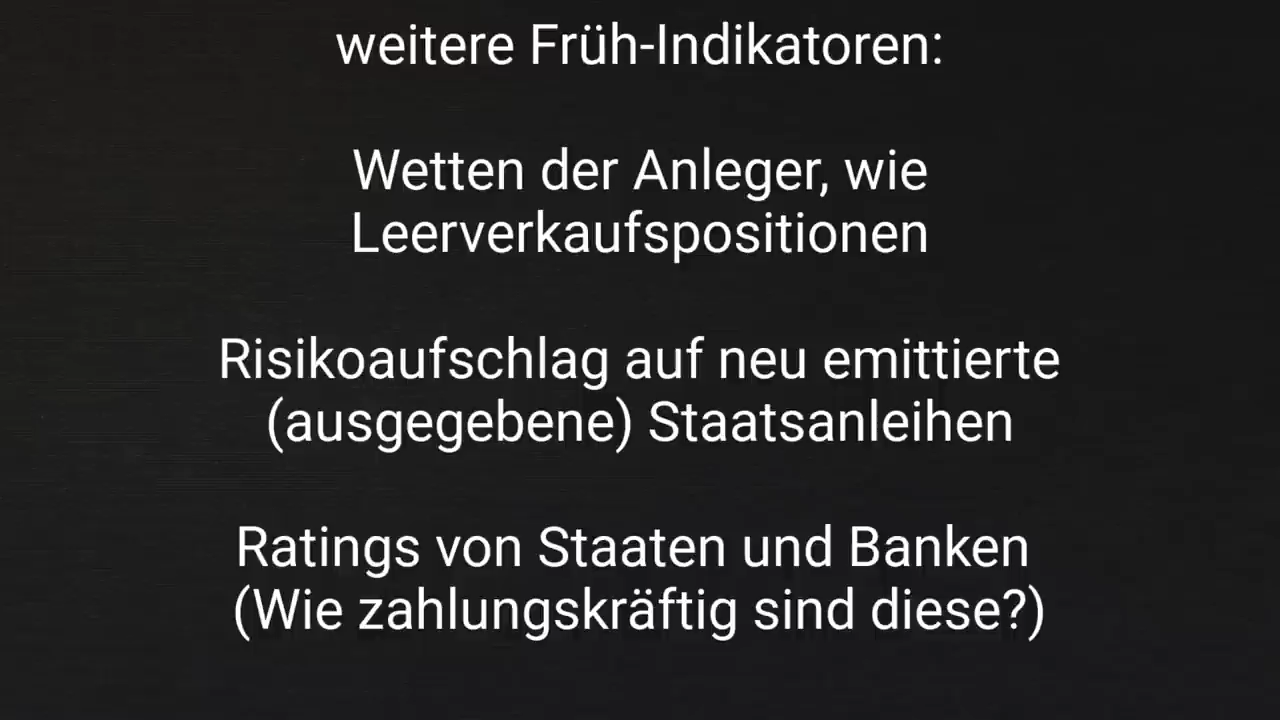 weitere Früh-Indikatoren:
Wetten der Anleger, wie
Leerverkaufspositionen
Risikoaufschlag auf neu emittierte
(ausgegebene) Staatsanleihen
Ratings von Staaten und Banken
(Wie zahlungskräftig sind diese?)